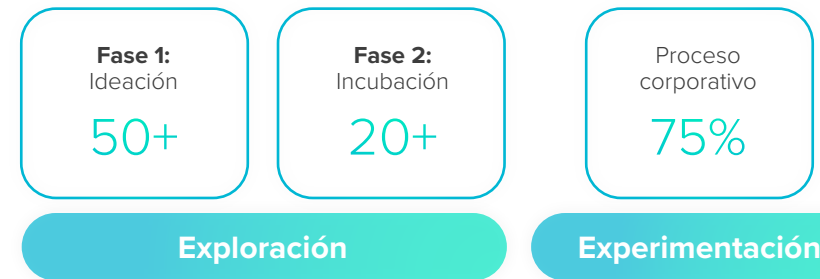 Fase 1:
Ideación
50+
Fase 2:
Incubación
20+
Proceso
corporativo
75%
Exploración
Experimentación